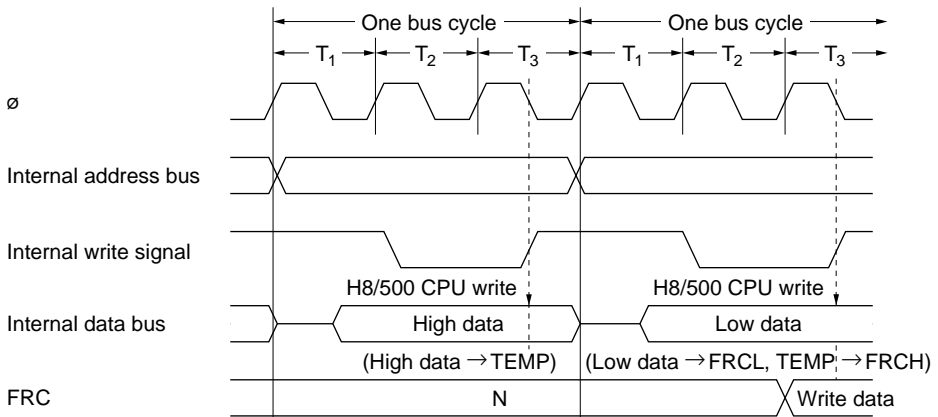 One bus cycle One bus cycle
T1 T2 T3 T1 T2 T3
ø
Internal address bus
Internal write signal
H8/500 CPU write H8/500 CPU write
Internal data bus High data Low data
(High data →TEMP) (Low data →FRCL, TEMP →FRCH)
FRC N Write data